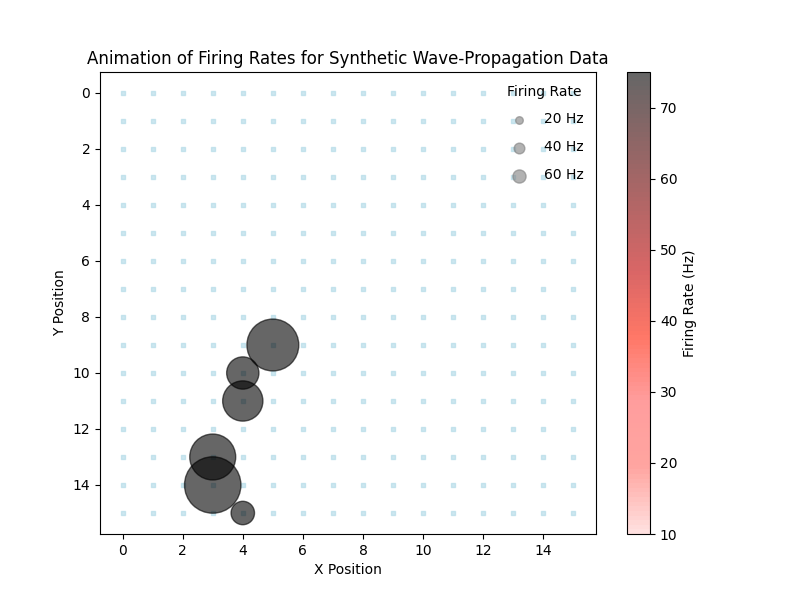 Animation of Firing Rates for Synthetic Wave-Propagation Data
Firing Rate
20 Hz
40 Hz
60 Hz
0
2
4
6
8
10
12
14
Y Position
0 2 4 6 8 10 12 14
X Position
70
60
50
40
30
20
10
Firing Rate (Hz)